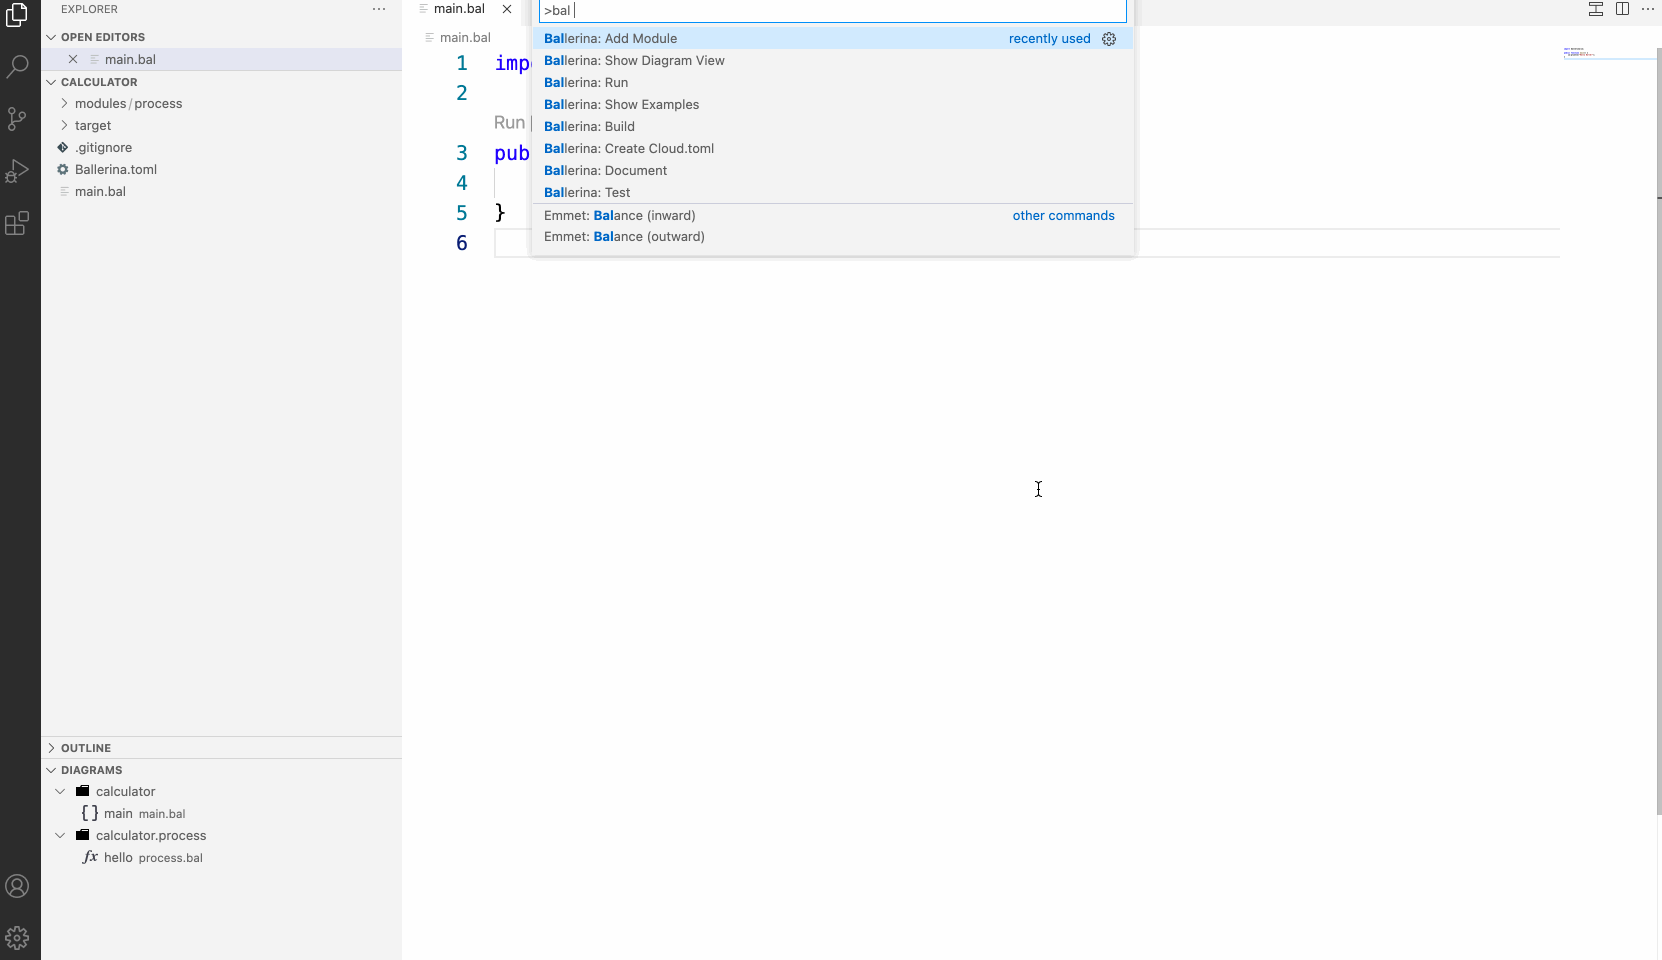 EXPLORER
OPEN EDITORS
main.bal
CALCULATOR
modules / process
target
.gitignore
Ballerina.toml
main.bal
OUTLINE
DIAGRAMS
calculator
{ } main main.bal
calculator.process
fx hello process.bal
main.bal
main.bal
>bal
Ballerina: Add Module recently used
Ballerina: Show Diagram View
Ballerina: Run
Ballerina: Show Examples
Ballerina: Build
Ballerina: Create Cloud.toml
Ballerina: Document
Ballerina: Test
Emmet: Balance (inward) other commands
Emmet: Balance (outward)
1 imp
2
Run
3 pub
4
5 }
6